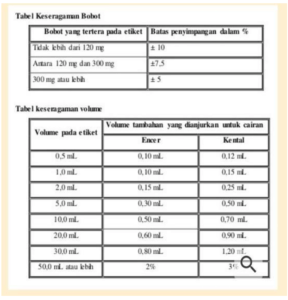 Tabel Keseragaman Bobot
Bobot yang tertera pada etiket Batas penyimpangan dalam %
Tidak lebih dari 120 mg ± 10
Antara 120 mg dan 300 mg ±7,5
300 mg atau lebih ± 5
Tabel keseragaman volume
Volume pada etiket Volume tambahan yang dianjurkan untuk cairan
Encer Kental
0,5 mL 0,10 mL 0,12 mL
1,0 mL 0,10 mL 0,15 mL
2,0 mL 0,15 mL 0,25 mL
5,0 mL 0,30 mL 0,50 mL
10,0 mL 0,50 mL 0,70 mL
20,0 mL 0,60 mL 0,90 mL
30,0 mL 0,80 mL 1,20 mL
50,0 mL atau lebih 2% 3%